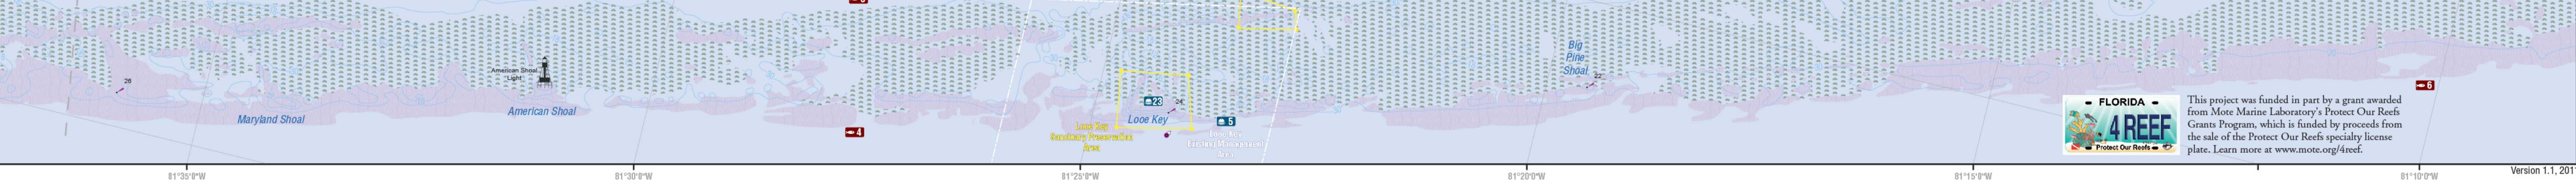 6
Big
Pine
Shoal
22
American Shoal
Light
28
6
23
24
American Shoal
Maryland Shoal
Looe Key
5
4
Looe Key
Sanctuary Preservation
Area
Looe Key
Existing Management
Area
FLORIDA
4 REEF
Protect Our Reefs
This project was funded in part by a grant awarded
from Mote Marine Laboratory's Protect Our Reefs
Grants Program, which is funded by proceeds from
the sale of the Protect Our Reefs specialty license
plate. Learn more at www.mote.org/4reef.
81°35'0"W
81°30'0"W
81°25'0"W
81°20'0"W
81°15'0"W
81°10'0"W
Version 1.1, 201